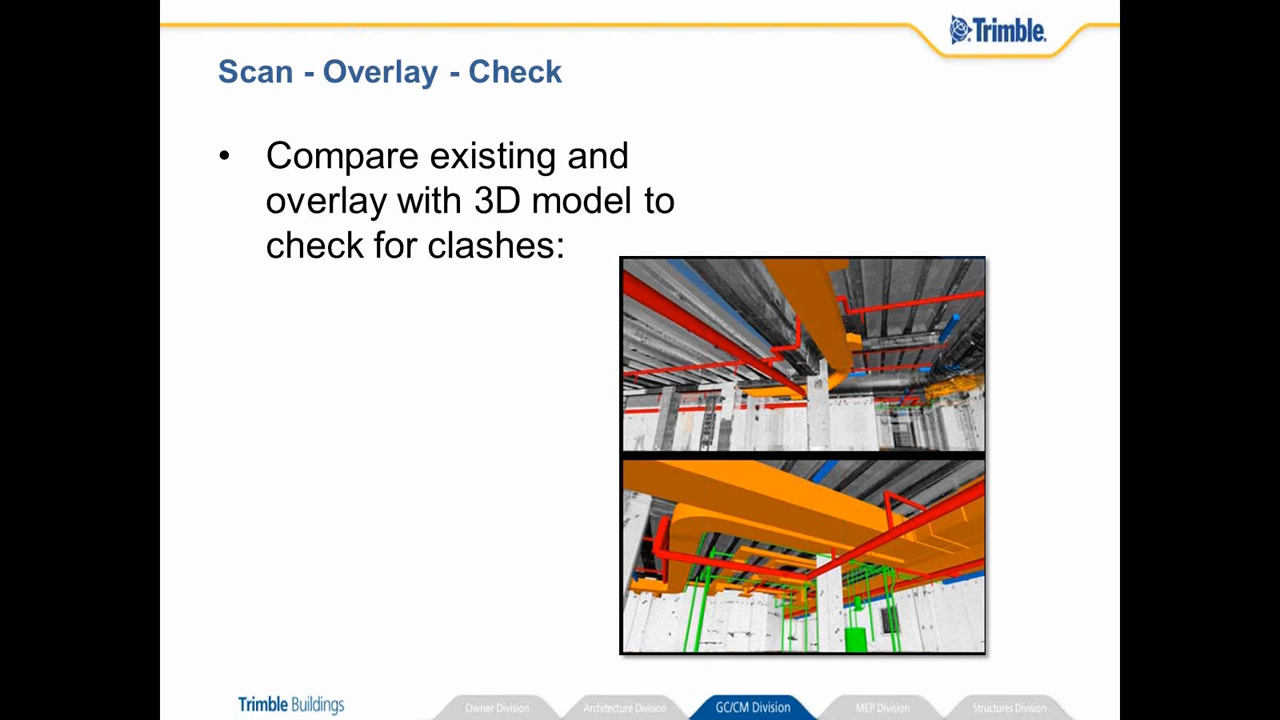 Trimble.
Scan - Overlay - Check
• Compare existing and
overlay with 3D model to
check for clashes:
Trimble Buildings
Owner Division
Architecture Division
GC/CM Division
MEP Division
Structures Division